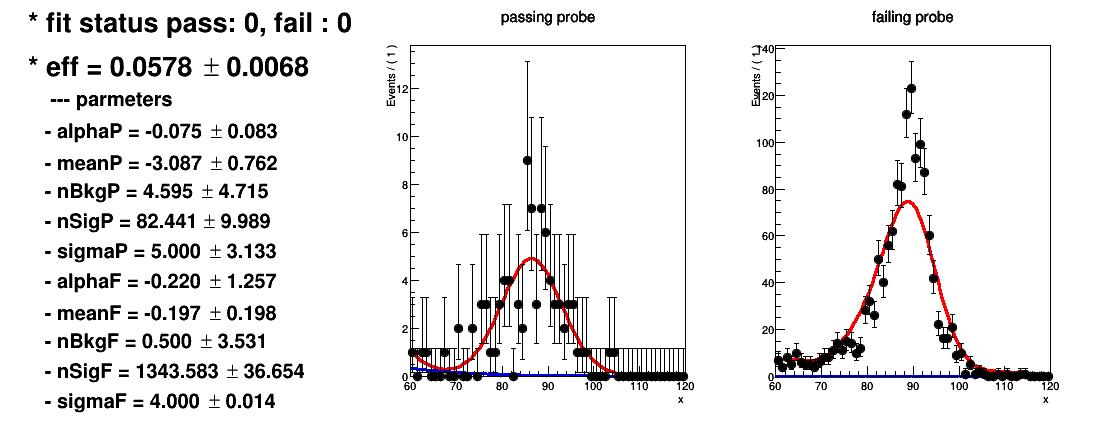 * fit status pass: 0, fail : 0
* eff = 0.0578 ± 0.0068
--- parmeters
- alphaP = -0.075 ± 0.083
- meanP = -3.087 ± 0.762
- nBkgP = 4.595 ± 4.715
- nSigP = 82.441 ± 9.989
- sigmaP = 5.000 ± 3.133
- alphaF = -0.220 ± 1.257
- meanF = -0.197 ± 0.198
- nBkgF = 0.500 ± 3.531
- nSigF = 1343.583 ± 36.654
- sigmaF = 4.000 ± 0.014
passing probe
Events / ( 1 )
12
10
8
6
4
2
0
60 70 80 90 100 110 120
x
failing probe
Events / ( 1 )
140
120
100
80
60
40
20
0
60 70 80 90 100 110 120
x